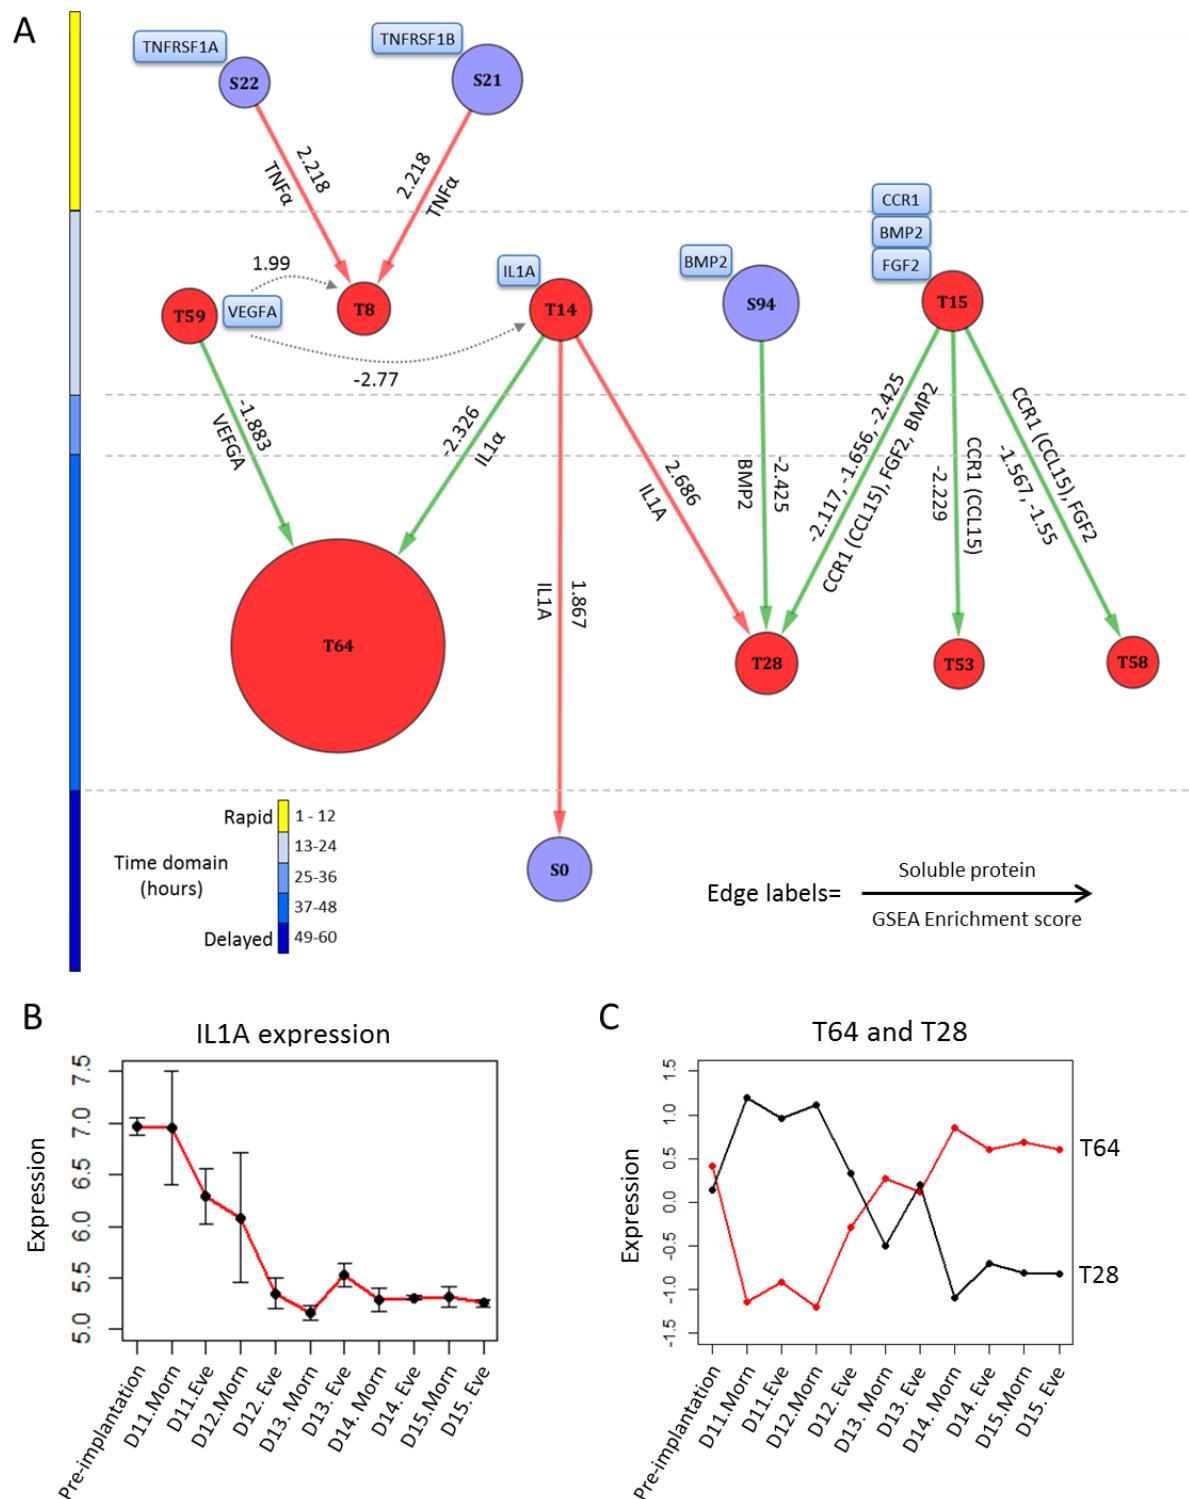 A
TNFRSF1A
TNFRSF1B
S22
S21
2.218
TNFα
2.218
TNFα
CCR1
BMP2
FGF2
BMP2
IL1A
1.99
T59
VEGFA
T8
T14
S94
T15
-2.77
-1.883
VEFGA
-2.326
IL1α
2.686
IL1A
-2.425
BMP2
-2.117, -1.656, -2.425
CCR1 (CCL15), FGF2, BMP2
CCR1 (CCL15)
-2.229
CCR1 (CCL15), FGF2
-1.567, -1.55
1.867
IL1A
T64
T28
T53
T58
Time domain
(hours)
Rapid
1 - 12
13-24
25-36
37-48
Delayed
49-60
S0
Edge labels=
Soluble protein
GSEA Enrichment score
B
IL1A expression
Expression
7.5
7.0
6.5
6.0
5.5
5.0
Pre-implantation
D11.Morn
D11.Eve
D12.Morn
D12. Eve
D13. Morn
D13. Eve
D14. Morn
D14. Eve
D15.Morn
D15. Eve
C
T64 and T28
Expression
1.5
1.0
0.5
0.0
-0.5
-1.0
-1.5
T64
T28
Pre-implantation
D11.Morn
D11.Eve
D12.Morn
D12. Eve
D13. Morn
D13. Eve
D14. Morn
D14. Eve
D15.Morn
D15. Eve